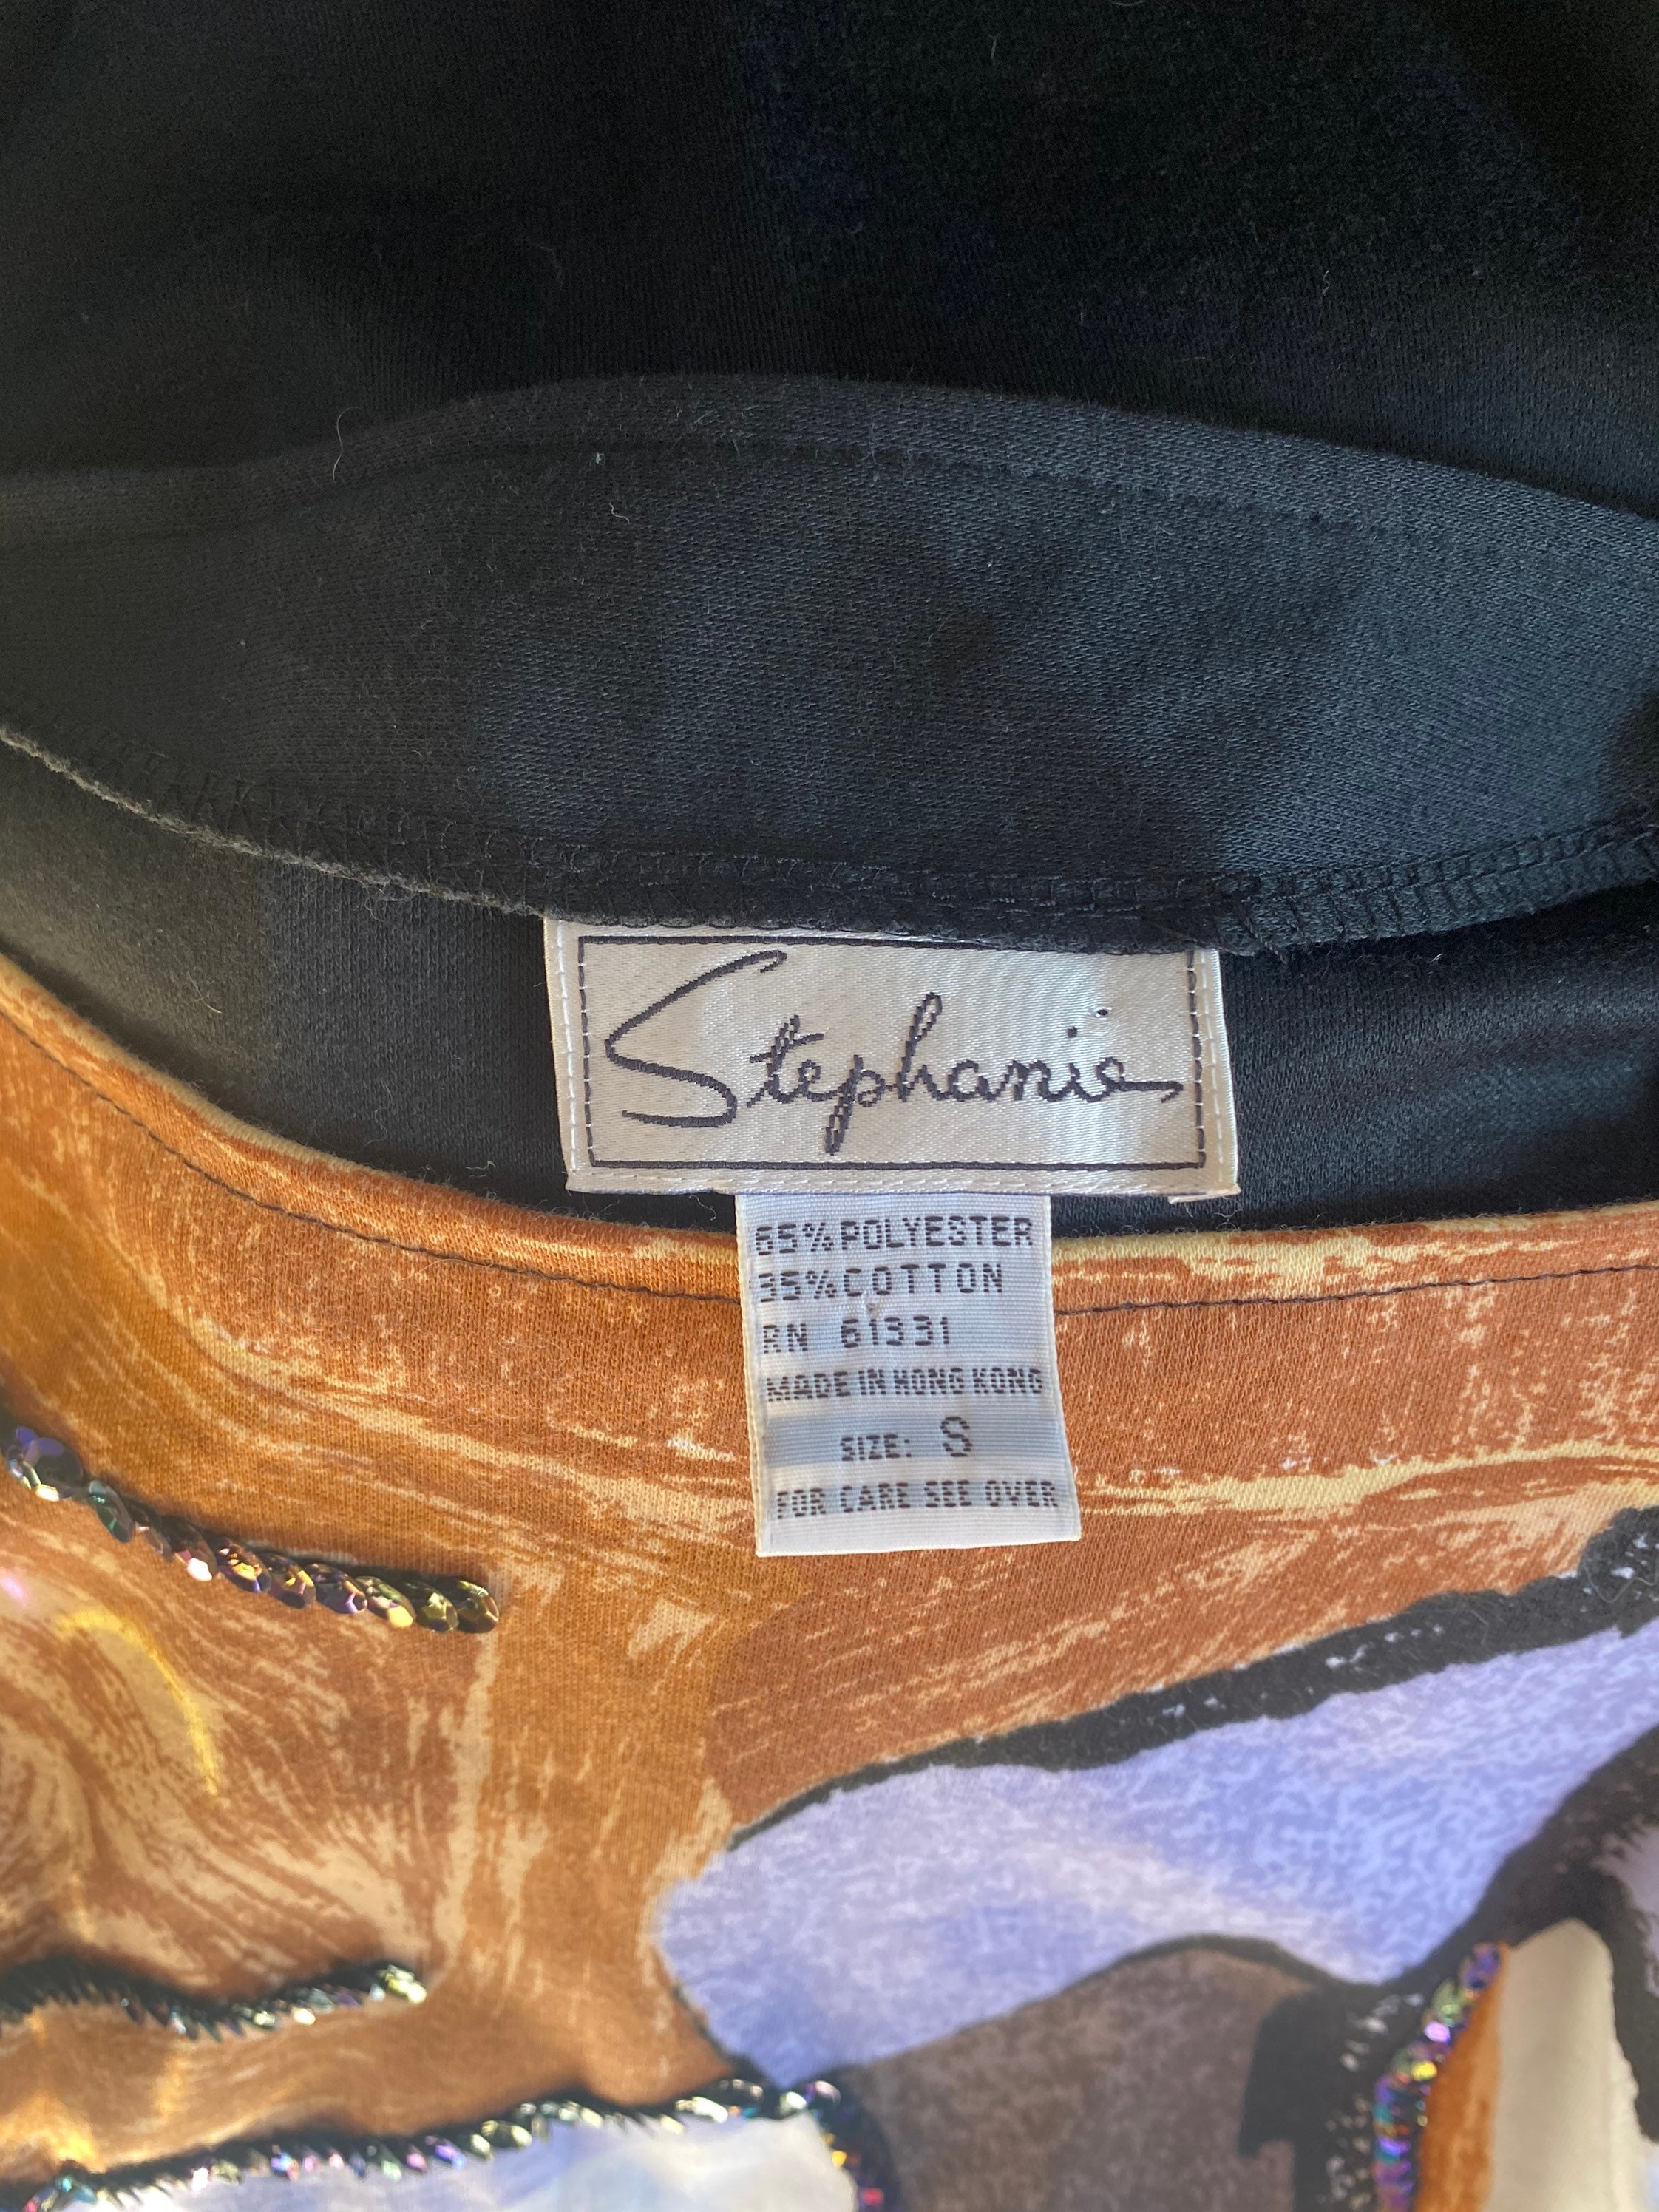 Stephanie
65% POLYESTER
35% COTTON
RN 61331
MADE IN HONG KONG
SIZE: S
FOR CARE SEE OVER